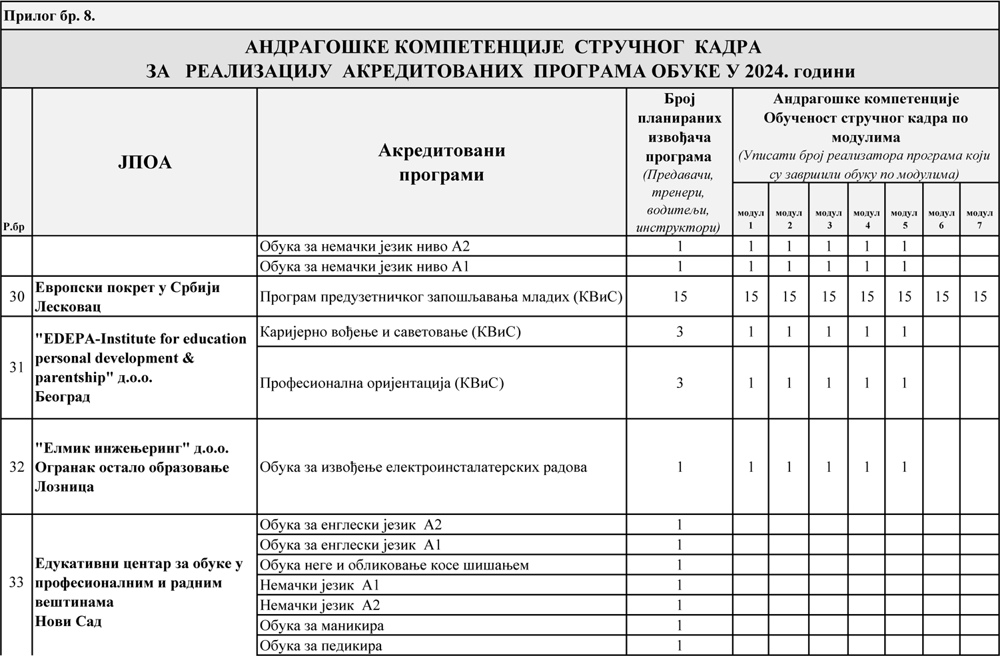 Прилог бр. 8.
АНДРАГОШКЕ КОМПЕТЕНЦИЈЕ СТРУЧНОГ КАДРА
ЗА РЕАЛИЗАЦИЈУ АКРЕДИТОВАНИХ ПРОГРАМА ОБУКЕ У 2024. години
Р.бр
ЈПОА
Акредитовани
програми
Број
планираних
извођача
програма
(Предавачи,
тренери,
водитељи,
инструктори)
Андрагошке компетенције
Обученост стручног кадра по
модулима
(Уписати број реализатора програма који
су завршили обуку по модулима)
модул
1
модул
2
модул
3
модул
4
модул
5
модул
6
модул
7
Обука за немачки језик ниво А2 1 1 1 1 1 1
Обука за немачки језик ниво А1 1 1 1 1 1 1
30
Европски покрет у Србији
Лесковац
Програм предузетничког запошљавања младих (КВиС) 15 15 15 15 15 15 15 15
31
"EDEPA-Institute for education
personal development &
parentship" д.о.о.
Београд
Каријерно вођење и саветовање (КВиС) 3 1 1 1 1 1
Професионална оријентација (КВиС) 3 1 1 1 1 1
32
"Елмик инжењеринг" д.о.о.
Огранак остало образовање
Лозница
Обука за извођење електроинсталатерских радова 1 1 1 1 1 1
33
Едукативни центар за обуке у
професионалним и радним
вештинама
Нови Сад
Обука за енглески језик А2 1
Обука за енглески језик А1 1
Обука неге и обликовање косе шишањем 1
Немачки језик А1 1
Немачки језик А2 1
Обука за маникира 1
Обука за педикира 1